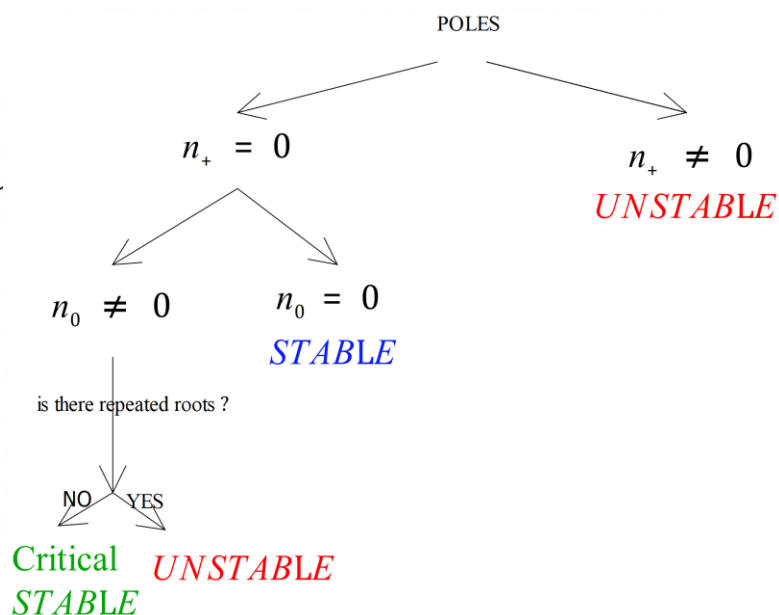 POLES
n₊ = 0
n₊ ≠ 0
UNSTABLE
n₀ ≠ 0
n₀ = 0
STABLE
is there repeated roots ?
NO
YES
Critical
STABLE
UNSTABLE